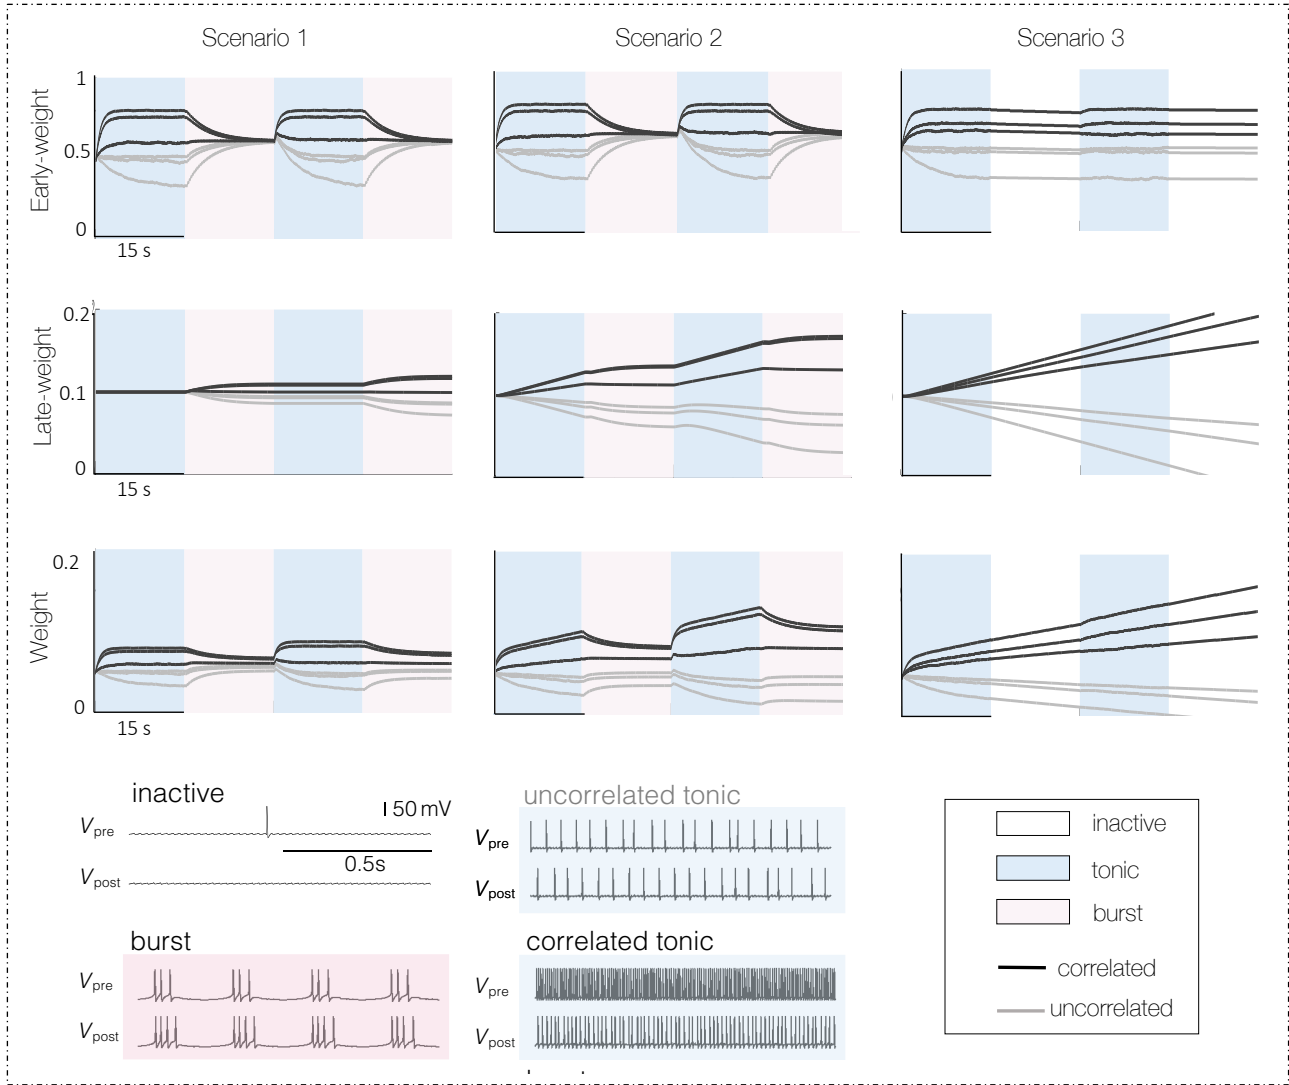 Scenario 1
Scenario 2
Scenario 3
Early-weight
1
0.5
0
15 s
Late-weight
0.2
0.1
0
15 s
Weight
0.2
0
15 s
inactive
50 mV
Vpre
0.5s
Vpost
burst
Vpre
Vpost
uncorrelated tonic
Vpre
Vpost
correlated tonic
Vpre
Vpost
inactive
tonic
burst
correlated
uncorrelated